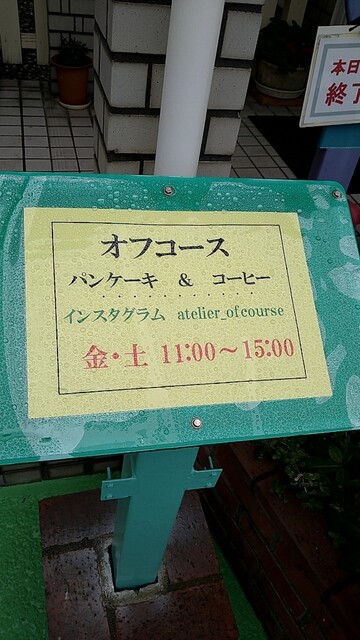 オフコース
パンケーキ & コーヒー
インスタグラム atelier_ofcourse
金・土 11:00～15:00
本日
終了